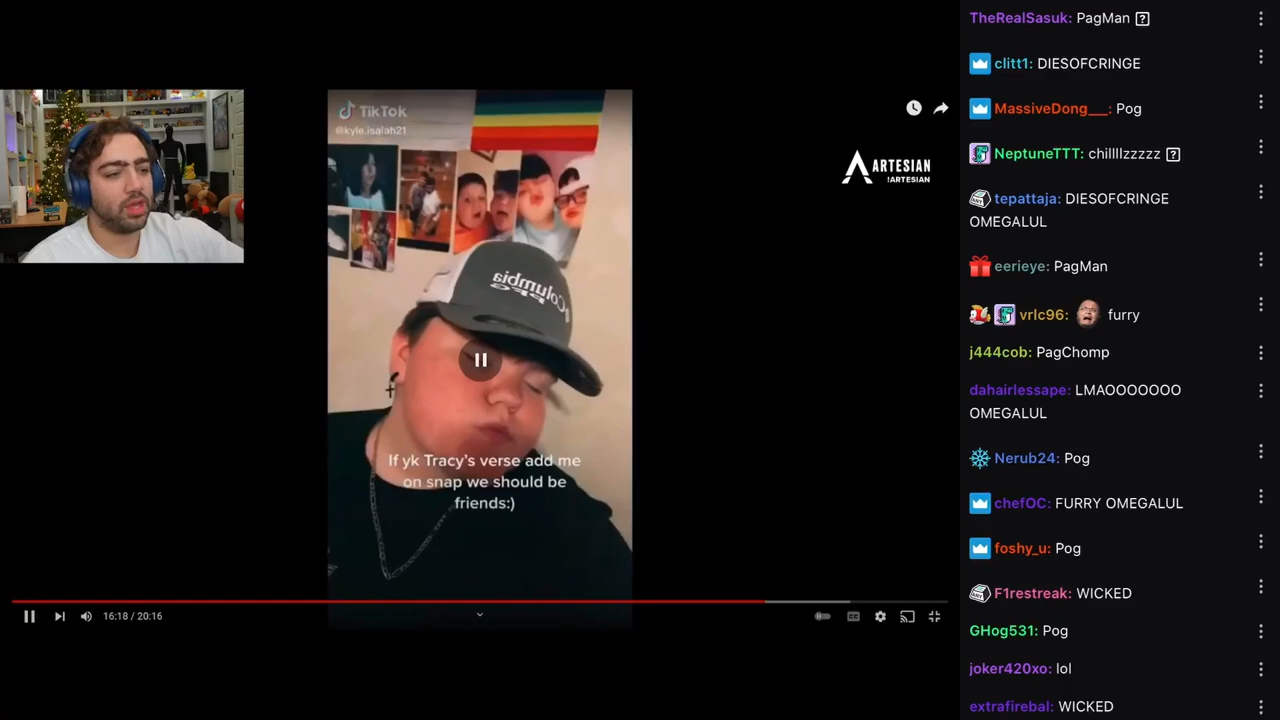 TikTok
@kyle.isaiah21
Columbia
PFG
If yk Tracy's verse add me
on snap we should be
friends:)
ARTESIAN
!ARTESIAN
16:18 / 20:16
TheRealSasuk: PagMan ?
clitt1: DIESOFCRINGE
MassiveDong___: Pog
NeptuneTTT: chillllzzzzz ?
tepattaja: DIESOFCRINGE
OMEGALUL
eerieye: PagMan
vrlc96: furry
j444cob: PagChomp
dahairlessape: LMAOOOOOOO
OMEGALUL
Nerub24: Pog
chefOC: FURRY OMEGALUL
foshy_u: Pog
F1restreak: WICKED
GHog531: Pog
joker420xo: lol
extrafirebal: WICKED